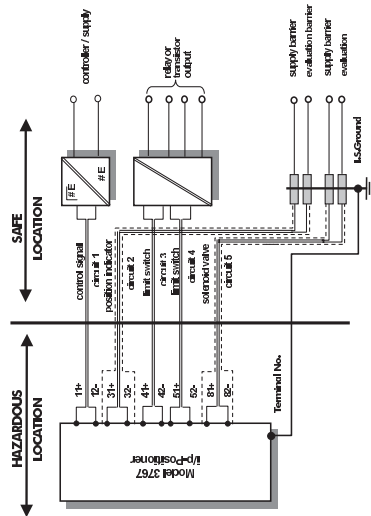 controller / supply
relay or
transistor
output
supply barrier
evaluation barrier
supply barrier
evaluation
SAFE
LOCATION
#E
#E
I.S.Ground
control signall
circuit 1
position indicator
circuit 2
limit switch
circuit 3
limit switch
circuit 4
solenoid valve
circuit 5
HAZARDOUS
LOCATION
11+
12-
31+
32-
41+
42-
51+
52-
81+
82-
Terminal No.
Model 3767
i/p-Positioner